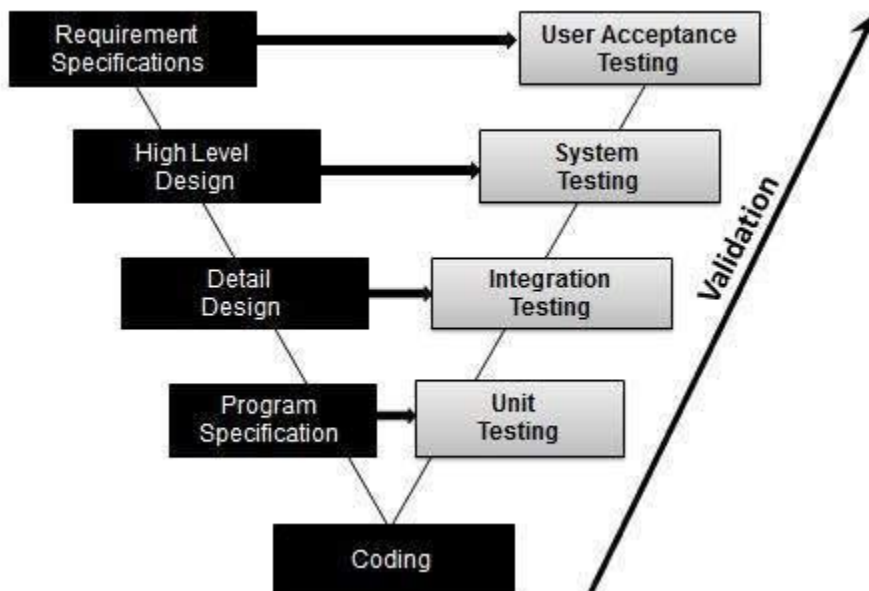 Requirement
Specifications
User Acceptance
Testing
High Level
Design
System
Testing
Detail
Design
Integration
Testing
Program
Specification
Unit
Testing
Coding
Validation